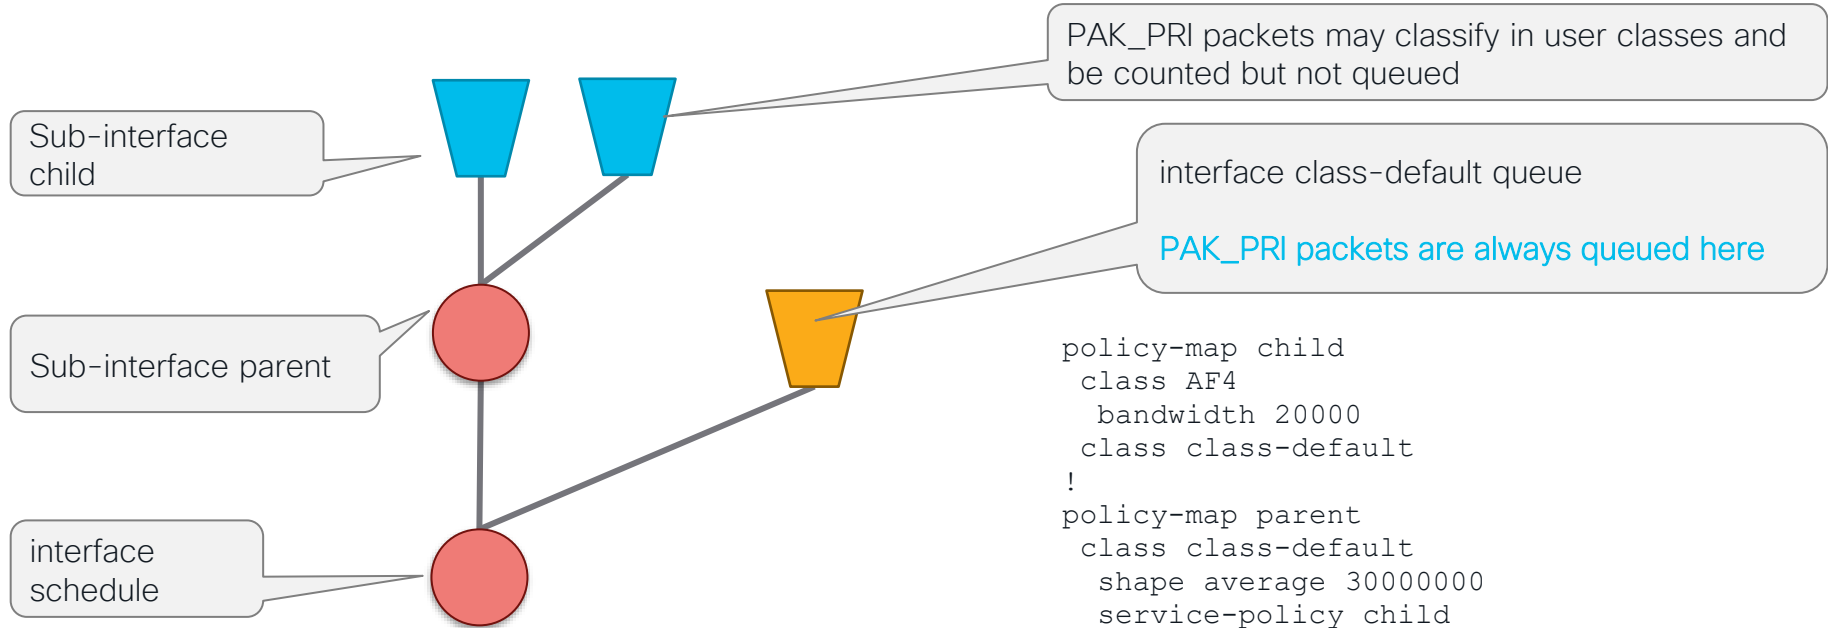 PAK_PRI packets may classify in user classes and
be counted but not queued
Sub-interface
child
interface class-default queue
PAK_PRI packets are always queued here
Sub-interface parent
policy-map child
 class AF4
  bandwidth 20000
 class class-default
!
policy-map parent
 class class-default
  shape average 30000000
  service-policy child
interface
schedule